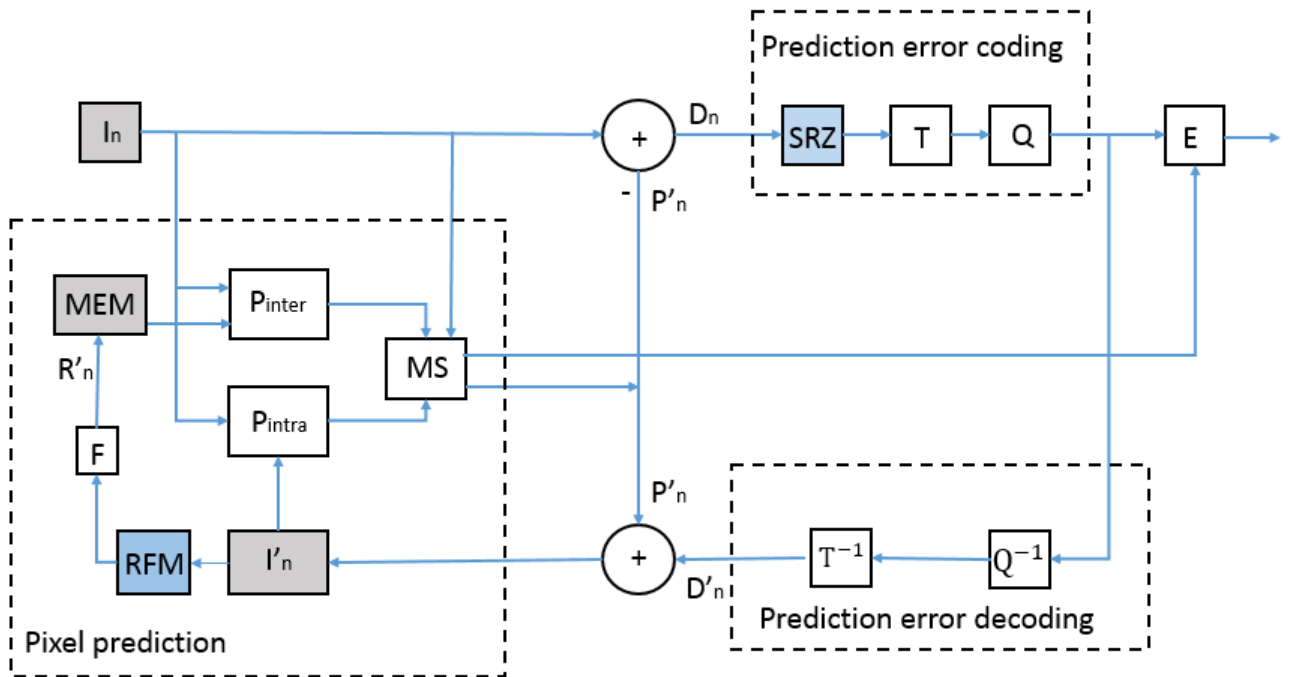 Prediction error coding
Iₙ
+
Dₙ
SRZ
T
Q
E
-
P'ₙ
MEM
Pinter
R'ₙ
MS
Pintra
F
P'ₙ
RFM
I'ₙ
+
D'ₙ
T⁻¹
Q⁻¹
Prediction error decoding
Pixel prediction